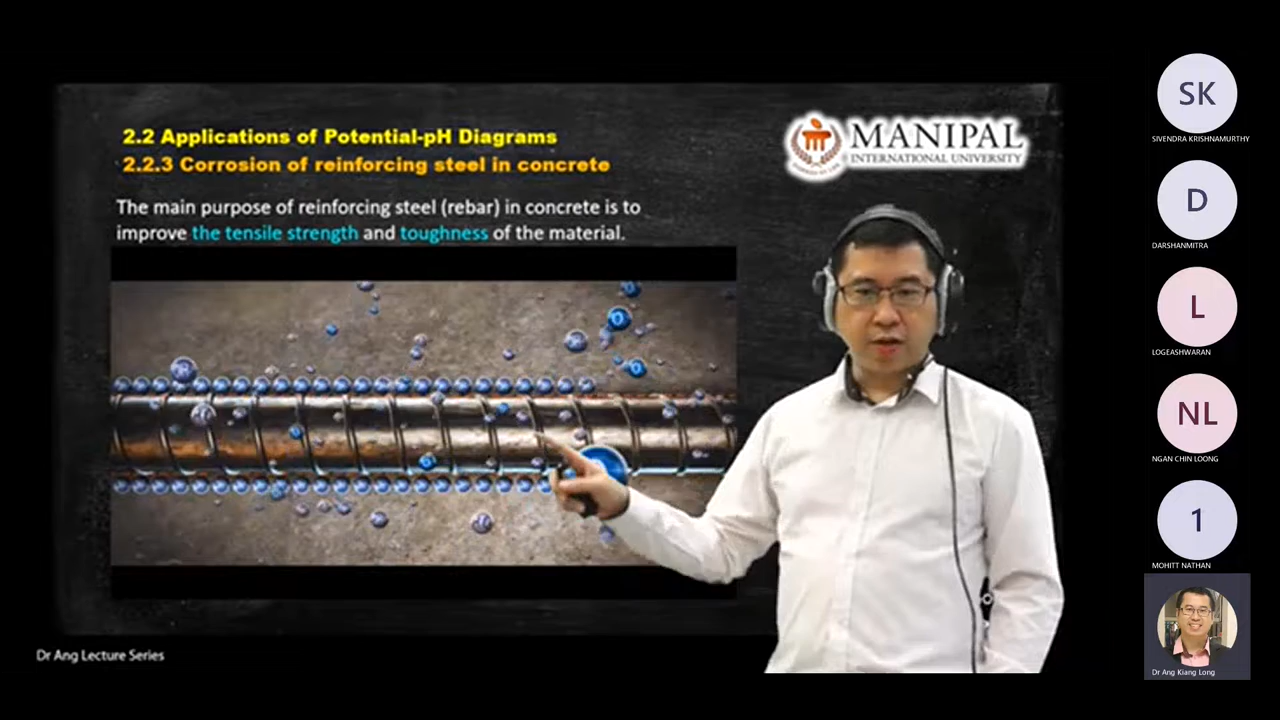 2.2 Applications of Potential-pH Diagrams
2.2.3 Corrosion of reinforcing steel in concrete
The main purpose of reinforcing steel (rebar) in concrete is to
improve the tensile strength and toughness of the material.
MANIPAL
INTERNATIONAL UNIVERSITY
Dr Ang Lecture Series
SK
SIVENDRA KRISHNAMURTHY
D
DARSHANMITRA
L
LOGEASHWARAN
NL
NGAN CHIN LOONG
1
MOHITT NATHAN
Dr Ang Kiang Long